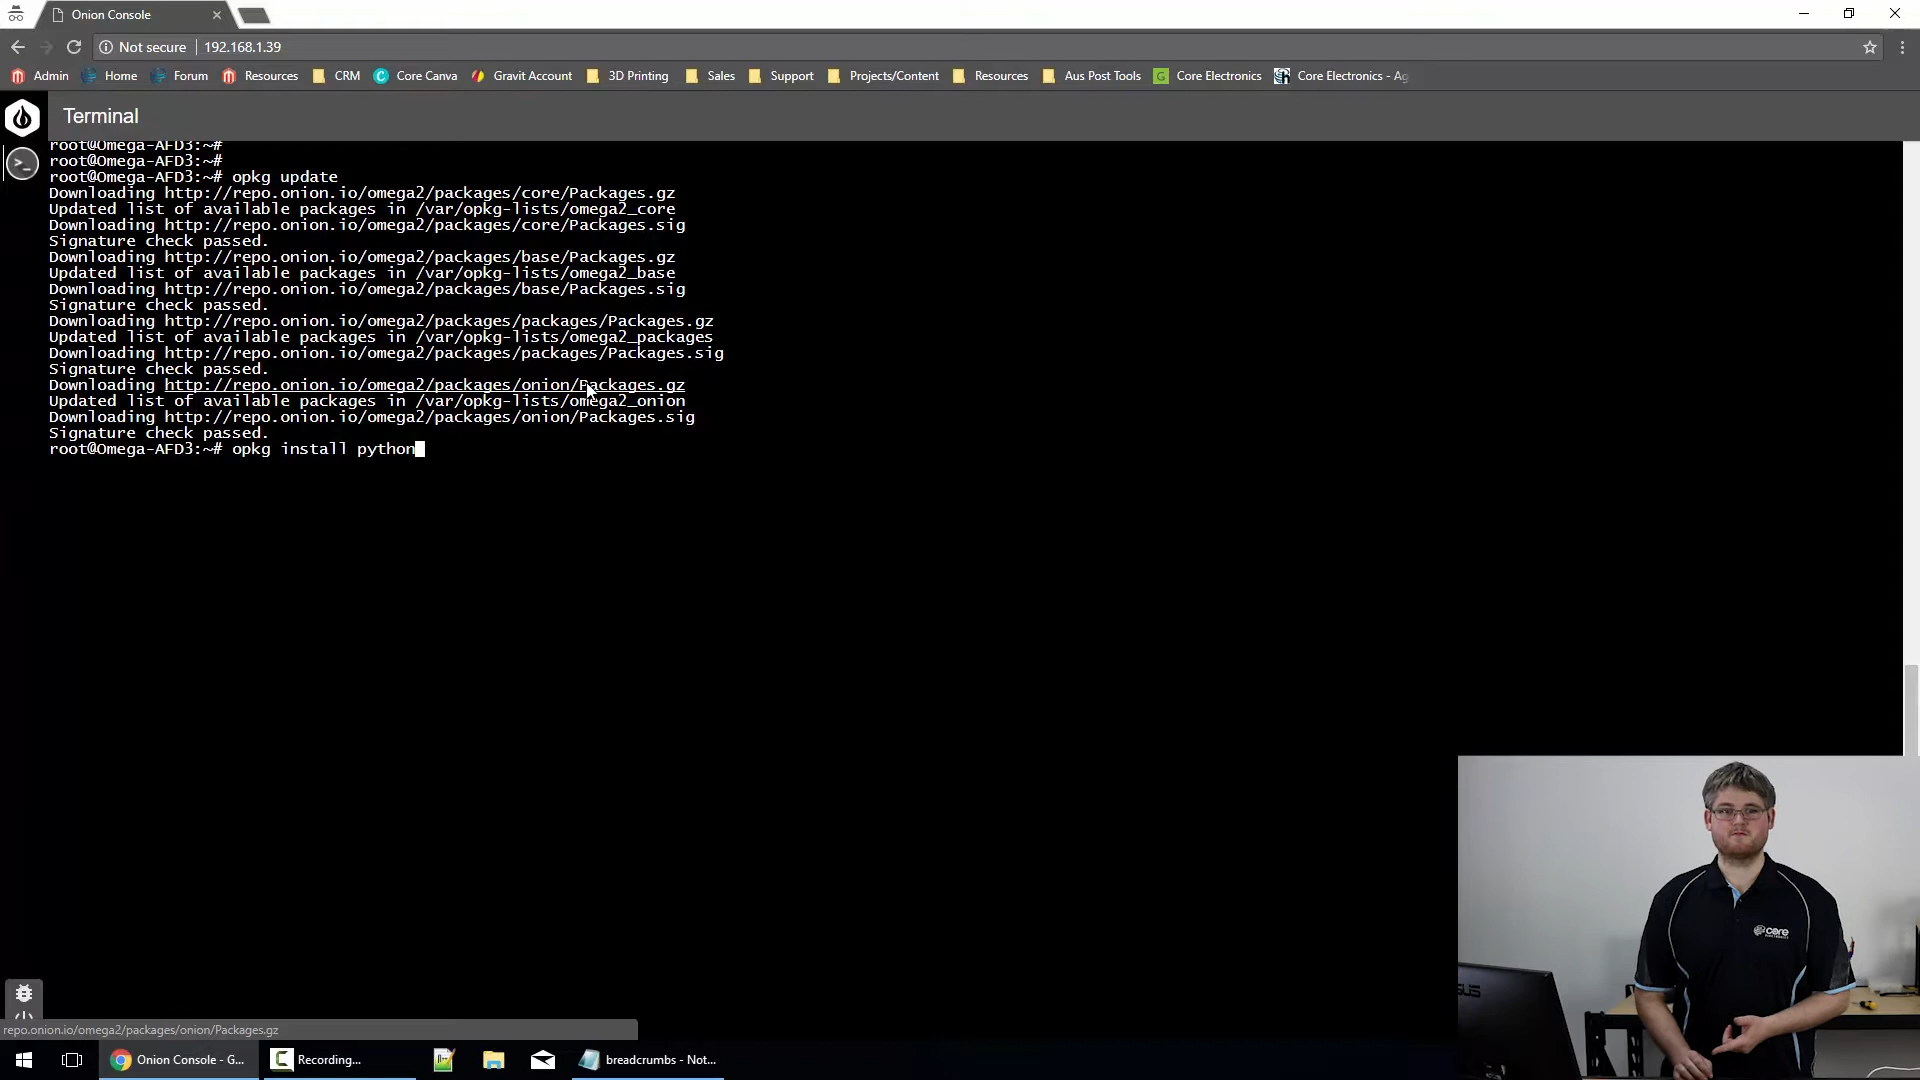 Onion Console
Not secure 192.168.1.39
Admin Home Forum Resources CRM Core Canva Gravit Account 3D Printing Sales Support Projects/Content Resources Aus Post Tools Core Electronics Core Electronics - Ag
Terminal
root@Omega-AFD3:~#
root@Omega-AFD3:~#
root@Omega-AFD3:~# opkg update
Downloading http://repo.onion.io/omega2/packages/core/Packages.gz
Updated list of available packages in /var/opkg-lists/omega2_core
Downloading http://repo.onion.io/omega2/packages/core/Packages.sig
Signature check passed.
Downloading http://repo.onion.io/omega2/packages/base/Packages.gz
Updated list of available packages in /var/opkg-lists/omega2_base
Downloading http://repo.onion.io/omega2/packages/base/Packages.sig
Signature check passed.
Downloading http://repo.onion.io/omega2/packages/packages/Packages.gz
Updated list of available packages in /var/opkg-lists/omega2_packages
Downloading http://repo.onion.io/omega2/packages/packages/Packages.sig
Signature check passed.
Downloading http://repo.onion.io/omega2/packages/onion/Packages.gz
Updated list of available packages in /var/opkg-lists/omega2_onion
Downloading http://repo.onion.io/omega2/packages/onion/Packages.sig
Signature check passed.
root@Omega-AFD3:~# opkg install python
core
ELECTRONICS
repo.onion.io/omega2/packages/onion/Packages.gz
Onion Console - G... Recording... breadcrumbs - Not...